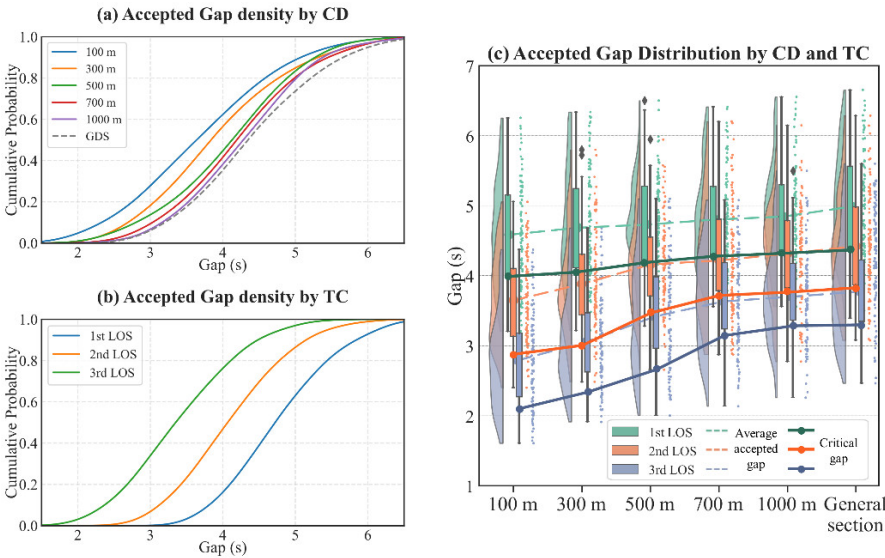 (a) Accepted Gap density by CD
1.0
0.8
0.6
0.4
0.2
0.0
Cumulative Probability
100 m
300 m
500 m
700 m
1000 m
GDS
2 3 4 5 6
Gap (s)
(b) Accepted Gap density by TC
1.0
0.8
0.6
0.4
0.2
0.0
Cumulative Probability
1st LOS
2nd LOS
3rd LOS
2 3 4 5 6
Gap (s)
(c) Accepted Gap Distribution by CD and TC
7
6
5
4
3
2
1
Gap (s)
1st LOS
2nd LOS
3rd LOS
Average
accepted
gap
Critical
gap
100 m 300 m 500 m 700 m 1000 m General
section